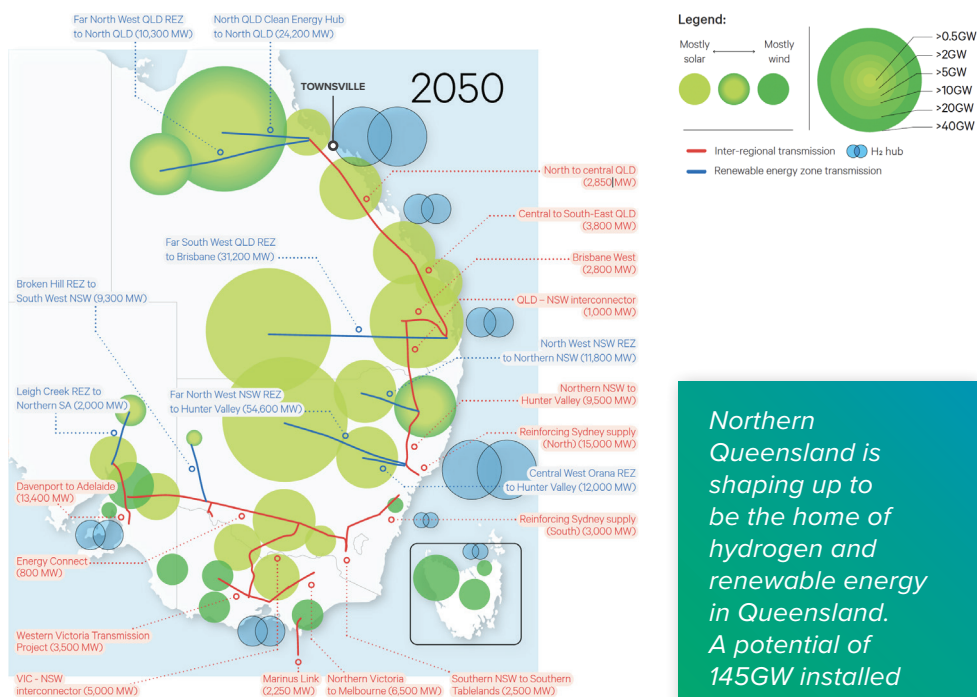 Far North West QLD REZ
to North QLD (10,300 MW)
North QLD Clean Energy Hub
to North QLD (24,200 MW)
TOWNSVILLE
2050
North to central QLD
(2,850 MW)
Central to South-East QLD
(3,800 MW)
Far South West QLD REZ
to Brisbane (31,200 MW)
Brisbane West
(2,800 MW)
Broken Hill REZ to
South West NSW (9,300 MW)
QLD – NSW interconnector
(1,000 MW)
North West NSW REZ
to Northern NSW (11,800 MW)
Leigh Creek REZ to
Northern SA (2,000 MW)
Far North West NSW REZ
to Hunter Valley (54,600 MW)
Northern NSW to
Hunter Valley (9,500 MW)
Reinforcing Sydney supply
(North) (15,000 MW)
Central West Orana REZ
to Hunter Valley (12,000 MW)
Davenport to Adelaide
(13,400 MW)
Reinforcing Sydney supply
(South) (3,000 MW)
Energy Connect
(800 MW)
Western Victoria Transmission
Project (3,500 MW)
VIC - NSW
interconnector (5,000 MW)
Marinus Link
(2,250 MW)
Northern Victoria
to Melbourne (6,500 MW)
Southern NSW to Southern
Tablelands (2,500 MW)
Legend:
Mostly
solar
Mostly
wind
>0.5GW
>2GW
>5GW
>10GW
>20GW
>40GW
Inter-regional transmission
H₂ hub
Renewable energy zone transmission
Northern
Queensland is
shaping up to
be the home of
hydrogen and
renewable energy
in Queensland.
A potential of
145GW installed